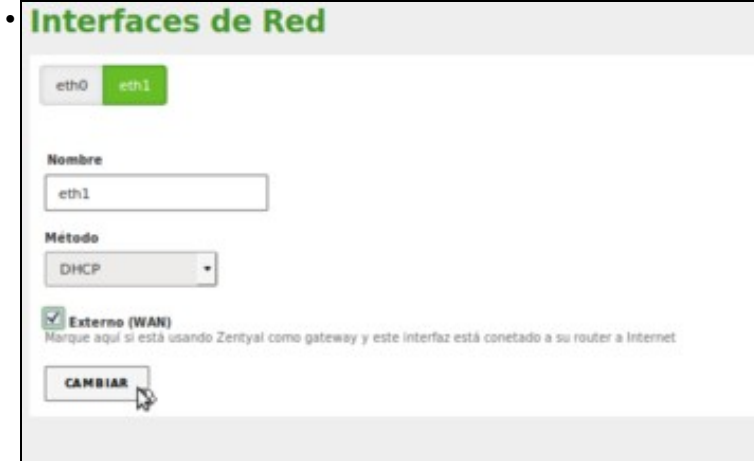 Interfaces de Red
eth0 eth1
Nombre
eth1
Método
DHCP
Externo (WAN)
Marque aquí si está usando Zentyal como gateway y este interfaz está conetado a su router a Internet
CAMBIAR